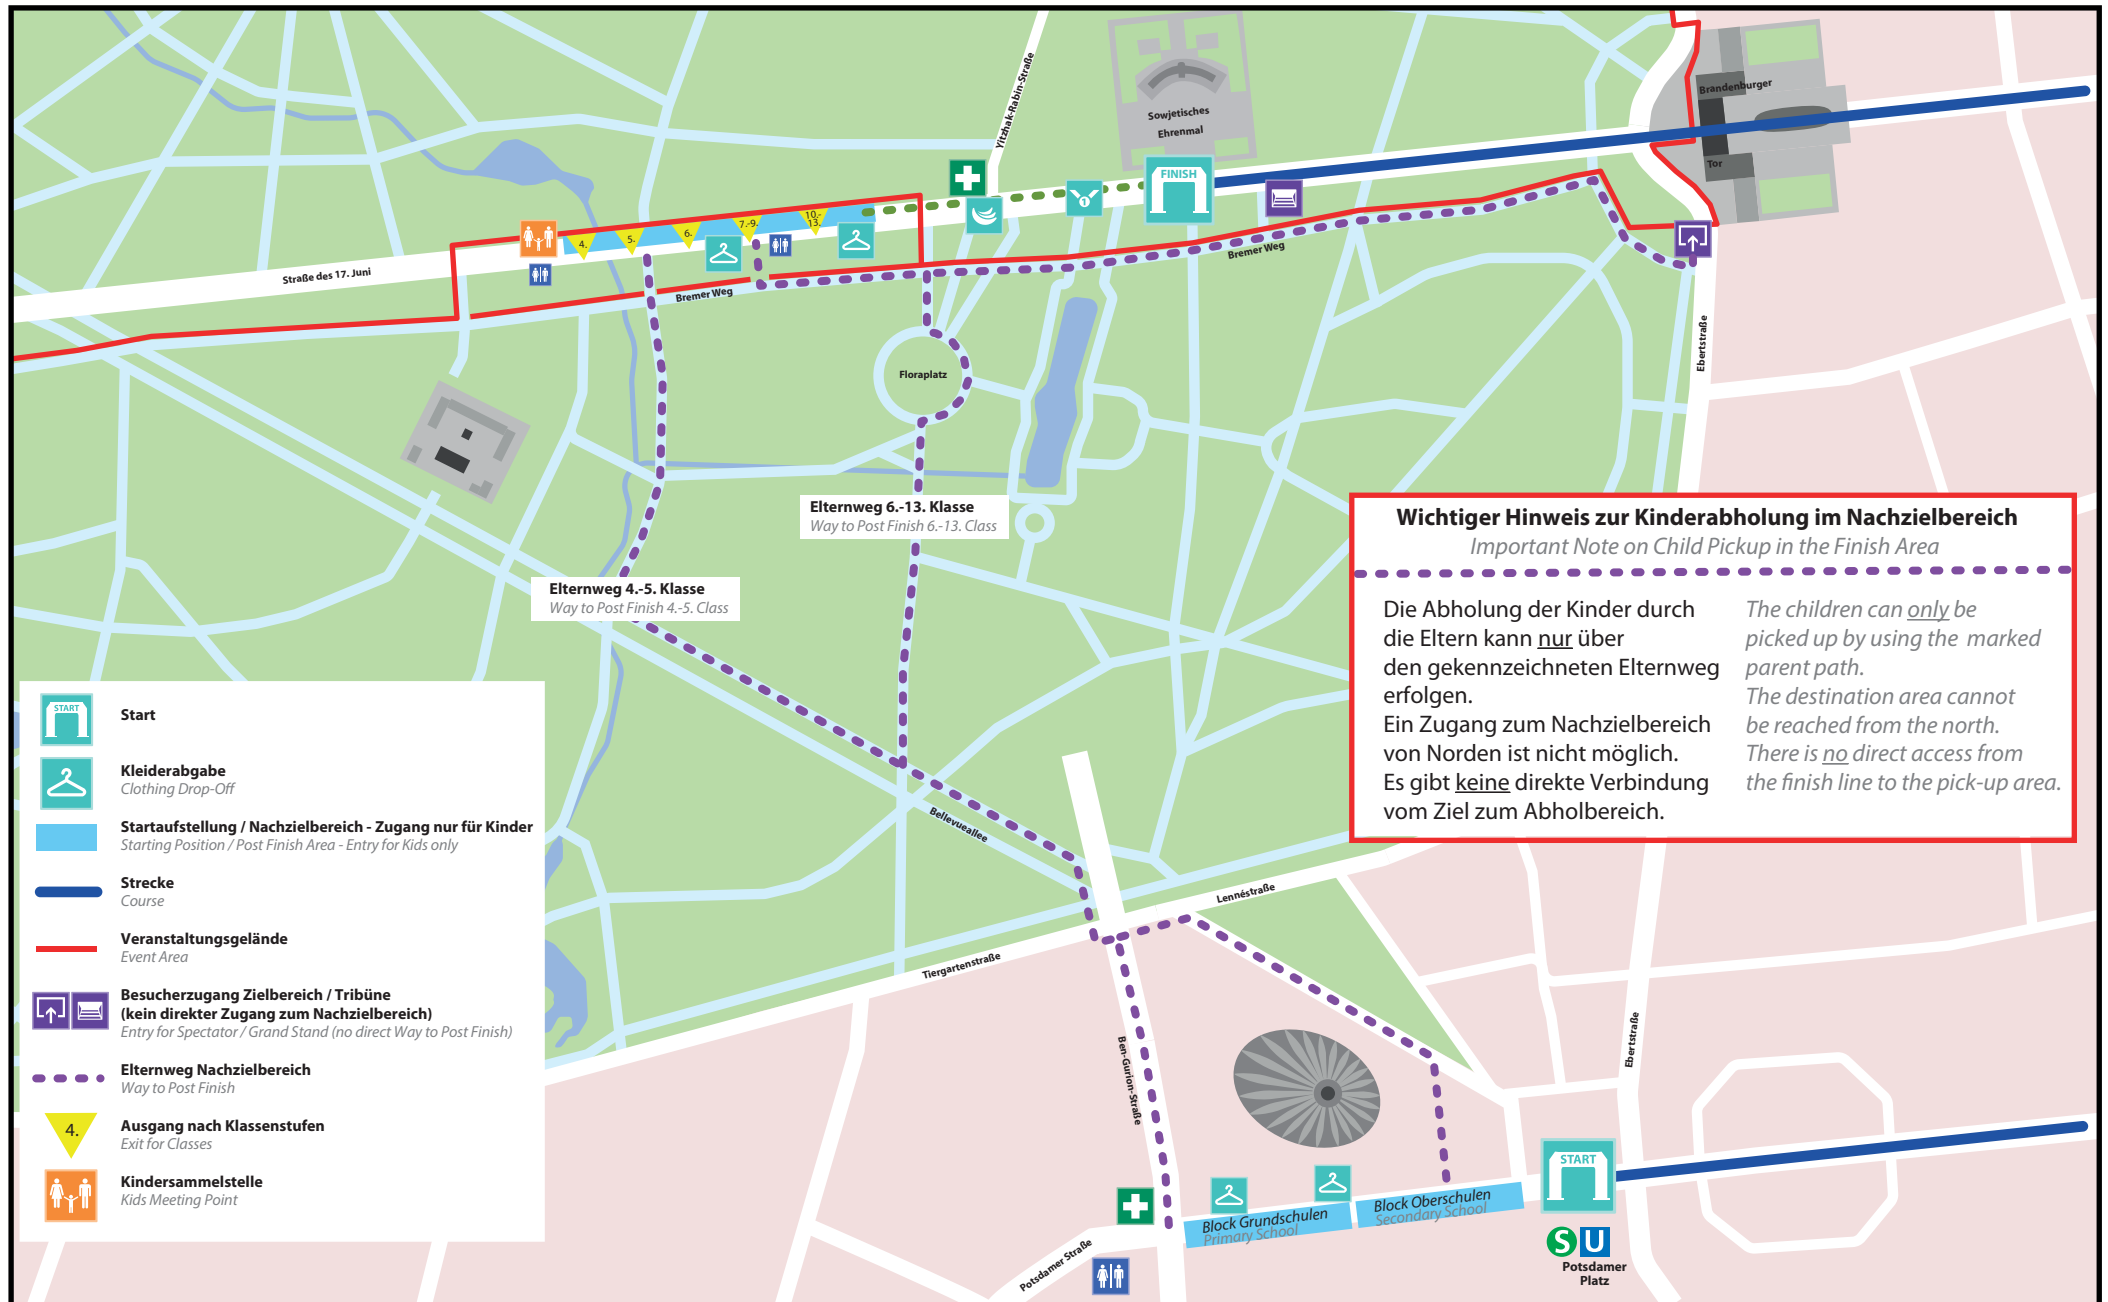 Yitzhak-Rabin-Straße
Sowjetisches
Ehrenmal
Brandenburger
Tor
FINISH
1
4.
5.
6.
7.-9.
10.-
13.
Straße des 17. Juni
Bremer Weg
Bremer Weg
Ebertstraße
Floraplatz
Elternweg 6.-13. Klasse
Way to Post Finish 6.-13. Class
Elternweg 4.-5. Klasse
Way to Post Finish 4.-5. Class
Wichtiger Hinweis zur Kinderabholung im Nachzielbereich
Important Note on Child Pickup in the Finish Area
Die Abholung der Kinder durch
die Eltern kann nur über
den gekennzeichneten Elternweg
erfolgen.
Ein Zugang zum Nachzielbereich
von Norden ist nicht möglich.
Es gibt keine direkte Verbindung
vom Ziel zum Abholbereich.
The children can only be
picked up by using the marked
parent path.
The destination area cannot
be reached from the north.
There is no direct access from
the finish line to the pick-up area.
START
Start
Kleiderabgabe
Clothing Drop-Off
Startaufstellung / Nachzielbereich - Zugang nur für Kinder
Starting Position / Post Finish Area - Entry for Kids only
Strecke
Course
Veranstaltungsgelände
Event Area
Besucherzugang Zielbereich / Tribüne
(kein direkter Zugang zum Nachzielbereich)
Entry for Spectator / Grand Stand (no direct Way to Post Finish)
Elternweg Nachzielbereich
Way to Post Finish
4.
Ausgang nach Klassenstufen
Exit for Classes
Kindersammelstelle
Kids Meeting Point
Bellevueallee
Lennéstraße
Tiergartenstraße
Ben-Gurion-Straße
Ebertstraße
Potsdamer Straße
Block Grundschulen
Primary School
Block Oberschulen
Secondary School
START
S U
Potsdamer
Platz